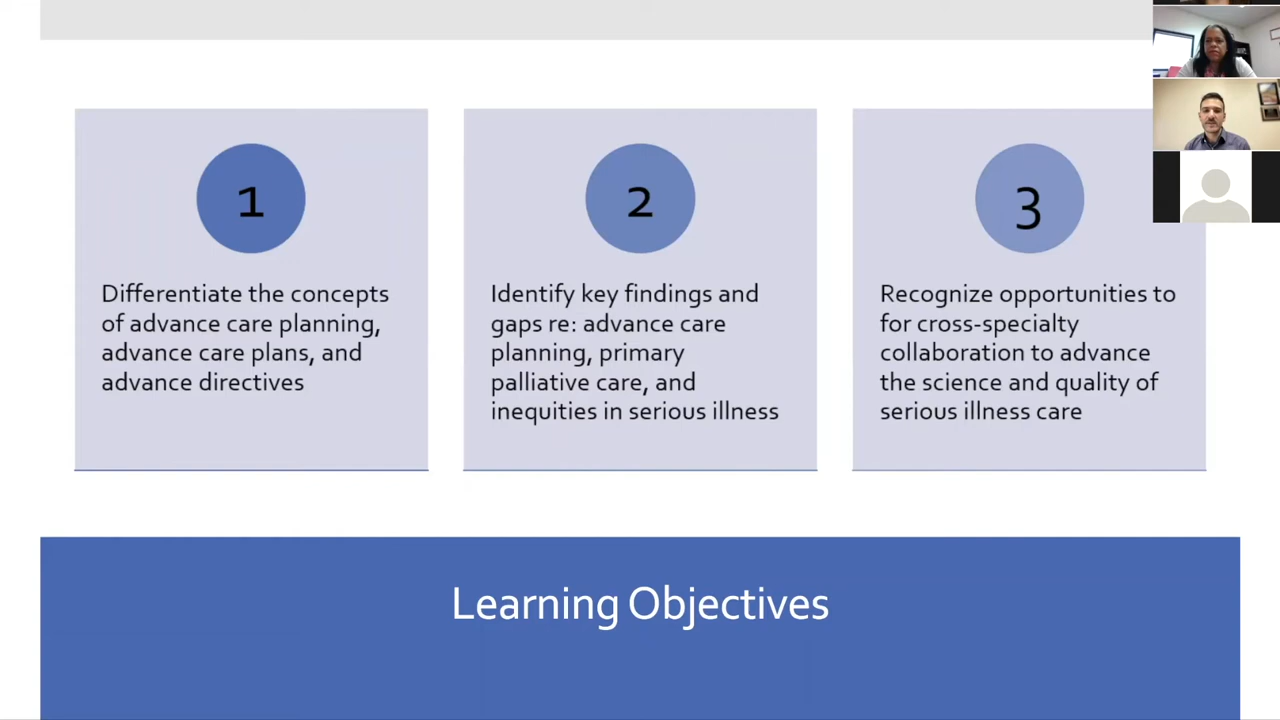 1
Differentiate the concepts
of advance care planning,
advance care plans, and
advance directives
2
Identify key findings and
gaps re: advance care
planning, primary
palliative care, and
inequities in serious illness
3
Recognize opportunities to
for cross-specialty
collaboration to advance
the science and quality of
serious illness care
Learning Objectives